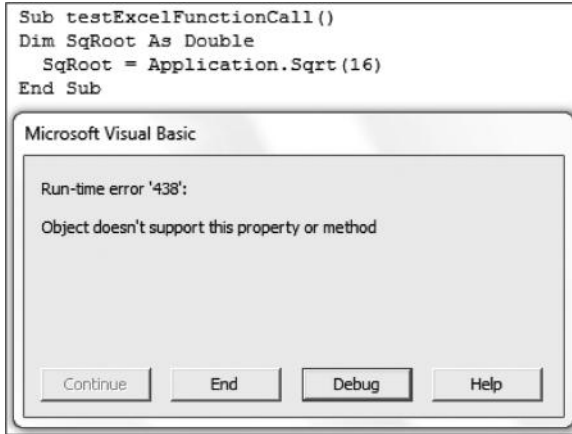 Sub testExcelFunctionCall()
Dim SqRoot As Double
SqRoot = Application.Sqrt(16)
End Sub
Microsoft Visual Basic
Run-time error '438':
Object doesn't support this property or method
Continue End Debug Help